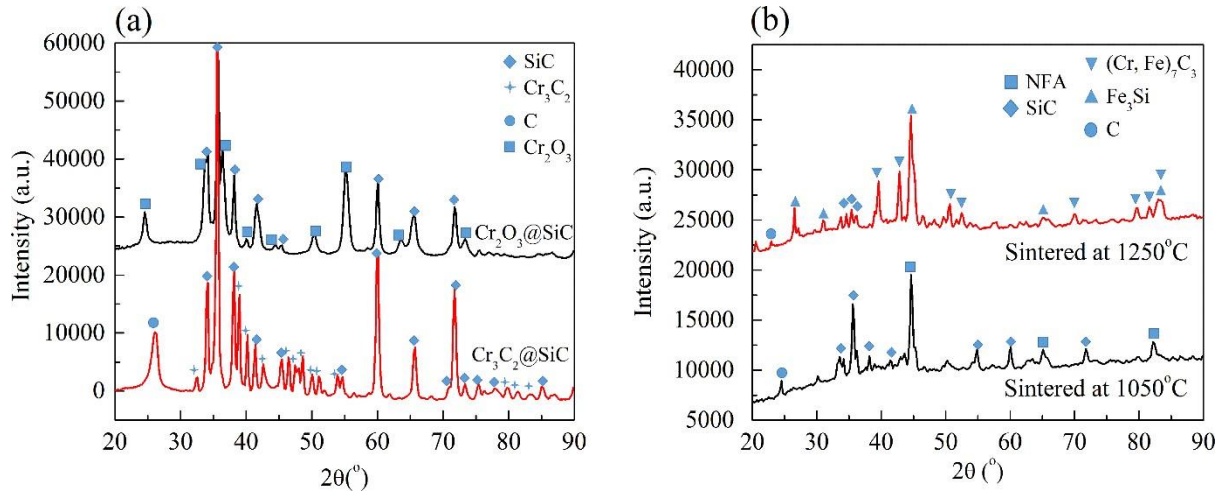 (a)
60000
50000
40000
30000
20000
10000
0
Intensity (a.u.)
SiC
Cr₃C₂
C
Cr₂O₃
Cr₂O₃@SiC
Cr₃C₂@SiC
20 30 40 50 60 70 80 90
2θ(°)
(b)
40000
35000
30000
25000
20000
15000
10000
5000
Intensity (a.u.)
NFA
SiC
(Cr, Fe)₇C₃
Fe₃Si
C
Sintered at 1250°C
Sintered at 1050°C
20 30 40 50 60 70 80 90
2θ (°)